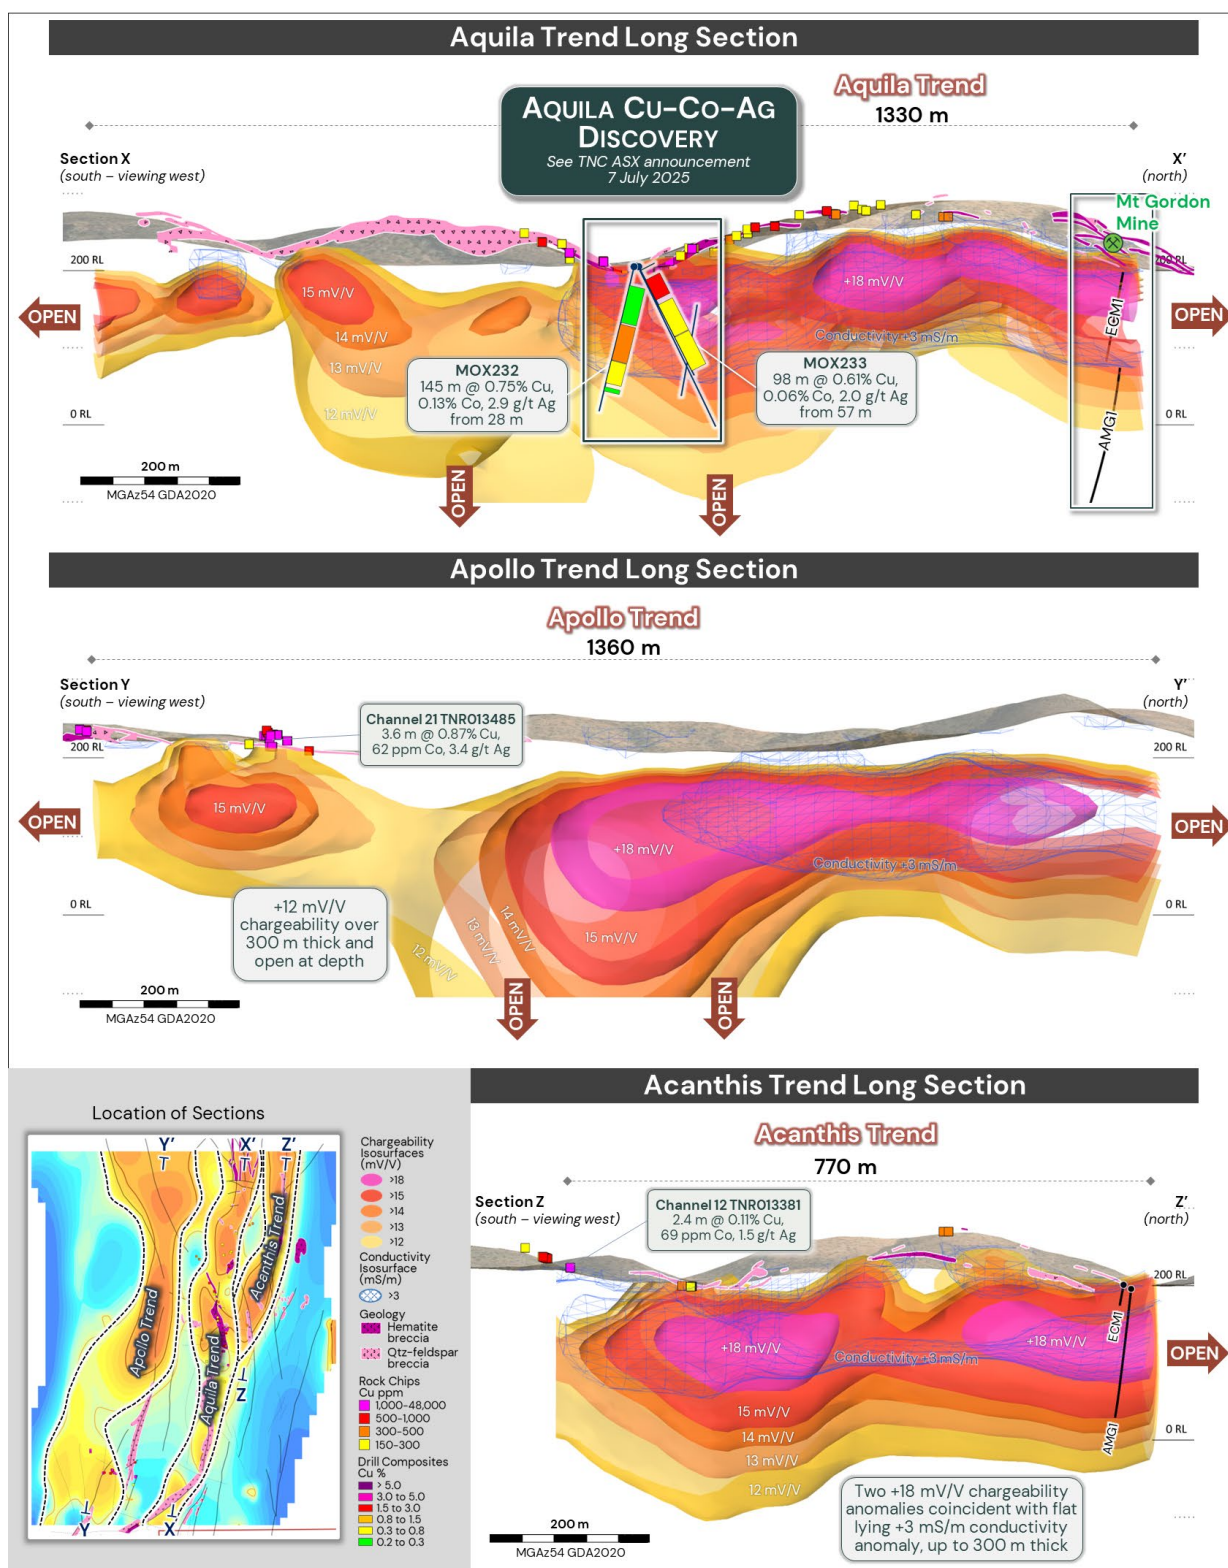 Aquila Trend Long Section
Aquila Trend
1330 m
AQUILA CU-CO-AG
DISCOVERY
See TNC ASX announcement
7 July 2025
Section X
(south – viewing west)
X'
(north)
Mt Gordon
Mine
200 RL
200 RL
OPEN
OPEN
15 mV/V
14 mV/V
13 mV/V
12 mV/V
+18 mV/V
Conductivity +3 mS/m
ECM1
AMG1
MOX232
145 m @ 0.75% Cu,
0.13% Co, 2.9 g/t Ag
from 28 m
MOX233
98 m @ 0.61% Cu,
0.06% Co, 2.0 g/t Ag
from 57 m
0 RL
0 RL
200 m
MGAz54 GDA2020
OPEN
OPEN
Apollo Trend Long Section
Apollo Trend
1360 m
Section Y
(south – viewing west)
Y'
(north)
Channel 21 TNR013485
3.6 m @ 0.87% Cu,
62 ppm Co, 3.4 g/t Ag
200 RL
200 RL
OPEN
OPEN
15 mV/V
+18 mV/V
Conductivity +3 mS/m
0 RL
0 RL
+12 mV/V
chargeability over
300 m thick and
open at depth
12 mV/V
13 mV/V
14 mV/V
15 mV/V
200 m
MGAz54 GDA2020
OPEN
OPEN
Location of Sections
Y'
X'
Z'
Apollo Trend
Aquila Trend
Acanthis Trend
Z
Y
X
Chargeability
Isosurfaces
(mV/V)
>18
>15
>14
>13
>12
Conductivity
Isosurface
(mS/m)
>3
Geology
Hematite
breccia
Qtz-feldspar
breccia
Rock Chips
Cu ppm
1,000-48,000
500-1,000
300-500
150-300
Drill Composites
Cu %
> 5.0
3.0 to 5.0
1.5 to 3.0
0.8 to 1.5
0.3 to 0.8
0.2 to 0.3
Acanthis Trend Long Section
Acanthis Trend
770 m
Section Z
(south – viewing west)
Z'
(north)
Channel 12 TNR013381
2.4 m @ 0.11% Cu,
69 ppm Co, 1.5 g/t Ag
200 RL
OPEN
+18 mV/V
+18 mV/V
Conductivity +3 mS/m
ECM1
AMG1
15 mV/V
14 mV/V
13 mV/V
12 mV/V
0 RL
Two +18 mV/V chargeability
anomalies coincident with flat
lying +3 mS/m conductivity
anomaly, up to 300 m thick
200 m
MGAz54 GDA2020